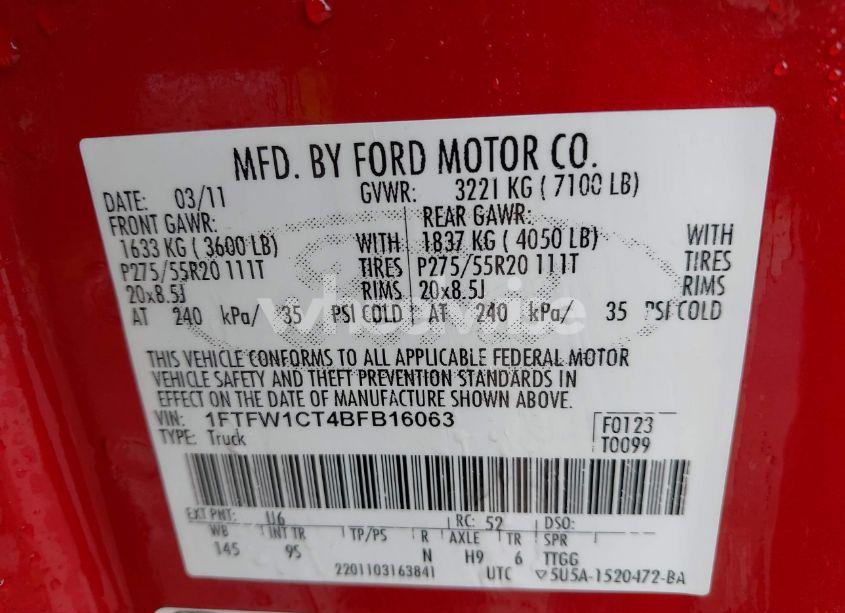 MFD. BY FORD MOTOR CO.
DATE: 03/11 GVWR: 3221 KG ( 7100 LB)
FRONT GAWR: REAR GAWR:
1633 KG ( 3600 LB) WITH 1837 KG ( 4050 LB) WITH
P275/55R20 111T TIRES P275/55R20 111T TIRES
20x8.5J RIMS 20x8.5J RIMS
AT 240 kPa/ 35 PSI COLD AT 240 kPa/ 35 PSI COLD
THIS VEHICLE CONFORMS TO ALL APPLICABLE FEDERAL MOTOR
VEHICLE SAFETY AND THEFT PREVENTION STANDARDS IN
EFFECT ON THE DATE OF MANUFACTURE SHOWN ABOVE.
VIN: 1FTFW1CT4BFB16063 F0123
TYPE: Truck T0099
EXT PNT: U6 RC: 52 DSO:
WB INT TR TP/PS R AXLE TR SPR
145 95 N H9 6 TTGG
2201103163841 UTC ▽5U5A-1520472-BA